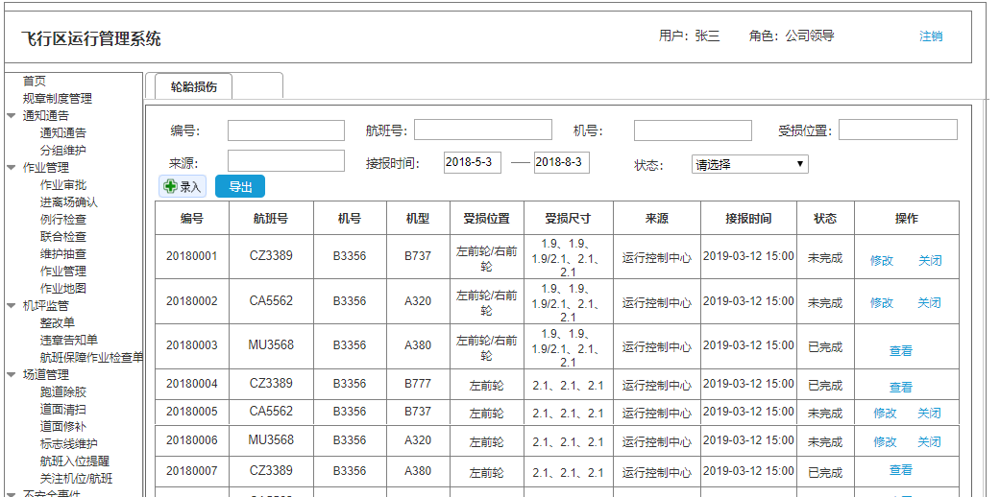 飞行区运行管理系统
用户：张三 角色：公司领导 注销
首页
规章制度管理
通知通告
通知通告
分组维护
作业管理
作业审批
进离场确认
例行检查
联合检查
维护抽查
作业管理
作业地图
机坪监管
整改单
违章告知单
航班保障作业检查单
场道管理
跑道除胶
道面清扫
道面修补
标志线维护
航班入位提醒
关注机位/航班
不安全事件
轮胎损伤
编号： 航班号： 机号： 受损位置：
来源： 接报时间： 2018-5-3 —— 2018-8-3 状态： 请选择
录入 导出
编号 航班号 机号 机型 受损位置 受损尺寸 来源 接报时间 状态 操作
20180001 CZ3389 B3356 B737 左前轮/右前轮 1.9、1.9、1.9/2.1、2.1、2.1 运行控制中心 2019-03-12 15:00 未完成 修改 关闭
20180002 CA5562 B3356 A320 左前轮/右前轮 1.9、1.9、1.9/2.1、2.1、2.1 运行控制中心 2019-03-12 15:00 未完成 修改 关闭
20180003 MU3568 B3356 A380 左前轮/右前轮 1.9、1.9、1.9/2.1、2.1、2.1 运行控制中心 2019-03-12 15:00 已完成 查看
20180004 CZ3389 B3356 B777 左前轮 2.1、2.1、2.1 运行控制中心 2019-03-12 15:00 已完成 查看
20180005 CA5562 B3356 B737 左前轮 2.1、2.1、2.1 运行控制中心 2019-03-12 15:00 未完成 修改 关闭
20180006 MU3568 B3356 A320 左前轮 2.1、2.1、2.1 运行控制中心 2019-03-12 15:00 未完成 修改 关闭
20180007 CZ3389 B3356 A380 左前轮 2.1、2.1、2.1 运行控制中心 2019-03-12 15:00 已完成 查看